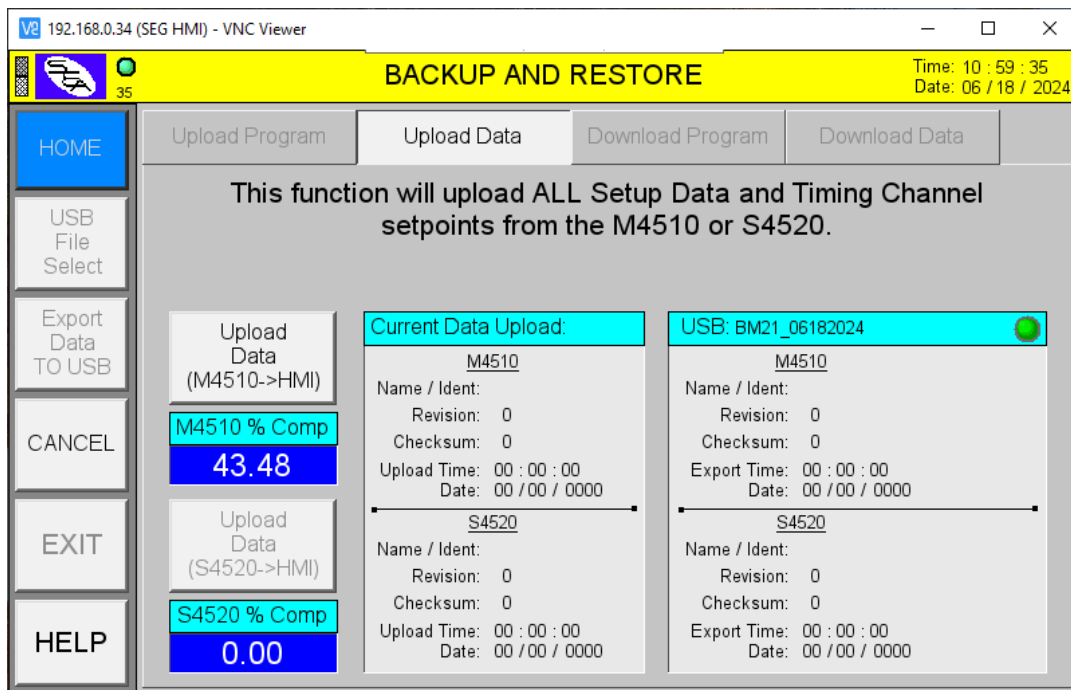 192.168.0.34 (SEG HMI) - VNC Viewer
35
BACKUP AND RESTORE
Time: 10 : 59 : 35
Date: 06 / 18 / 2024
HOME
USB
File
Select
Export
Data
TO USB
CANCEL
EXIT
HELP
Upload Program
Upload Data
Download Program
Download Data
This function will upload ALL Setup Data and Timing Channel
setpoints from the M4510 or S4520.
Upload
Data
(M4510->HMI)
M4510 % Comp
43.48
Upload
Data
(S4520->HMI)
S4520 % Comp
0.00
Current Data Upload:
M4510
Name / Ident:
Revision: 0
Checksum: 0
Upload Time: 00 : 00 : 00
Date: 00 / 00 / 0000
S4520
Name / Ident:
Revision: 0
Checksum: 0
Upload Time: 00 : 00 : 00
Date: 00 / 00 / 0000
USB: BM21_06182024
M4510
Name / Ident:
Revision: 0
Checksum: 0
Export Time: 00 : 00 : 00
Date: 00 / 00 / 0000
S4520
Name / Ident:
Revision: 0
Checksum: 0
Export Time: 00 : 00 : 00
Date: 00 / 00 / 0000